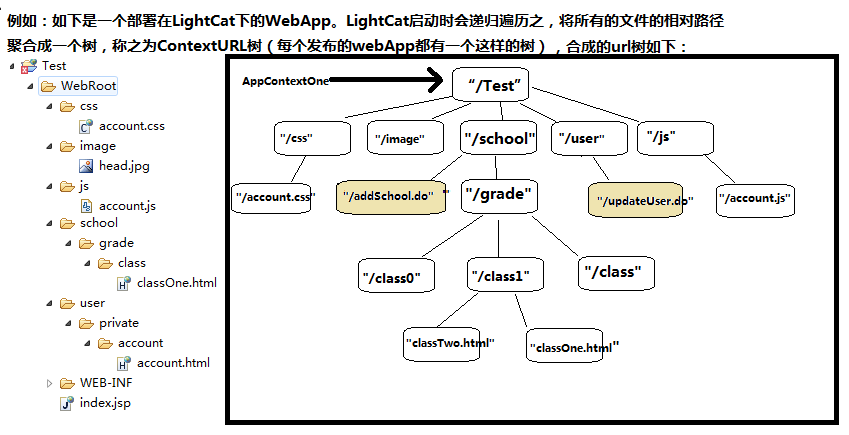 例如：如下是一个部署在LightCat下的WebApp。LightCat启动时会递归遍历之，将所有的文件的相对路径
聚合成一个树，称之为ContextURL树（每个发布的webApp都有一个这样的树），合成的url树如下：
Test
WebRoot
css
account.css
image
head.jpg
js
account.js
school
grade
class
classOne.html
user
private
account
account.html
WEB-INF
index.jsp
AppContextOne
“/Test”
"/css"
"/image"
"/school"
"/user"
"/js"
"/account.css"
"/addSchool.do" "
"/grade"
"/updateUser.do"
"/account.js"
"/class0"
"/class1"
"/class"
"classTwo.html"
"classOne.html"